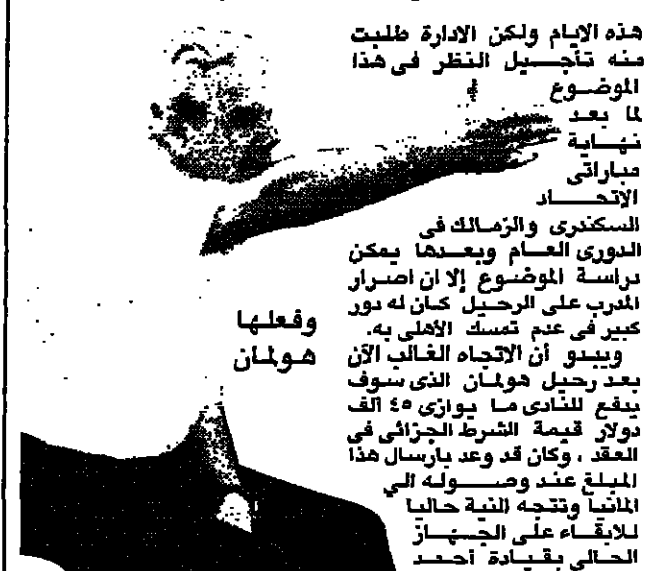 هذه الايام ولكن الادارة طلبت
منه تأجيل النظر فى هذا
الموضوع
لما بعد
نهاية
مباراتى
الإتحاد
السكندرى والزمالك فى
الدورى العام وبعدها يمكن
دراسة الموضوع إلا ان اصرار
المدرب على الرحيل كان له دور
كبير فى عدم تمسك الأهلى به.
ويبدو أن الاتجاه الغالب الآن
بعد رحيل هولمان الذى سوف
يدفع للنادى ما يوازى ٤٥ ألف
دولار قيمة الشرط الجزائى فى
العقد ، وكان قد وعد بارسال هذا
المبلغ عند وصوله الي
المانيا وتتجه النية حاليا
للابقاء على الجهاز
الحالى بقيادة أحمد
وفعلها
هولمان